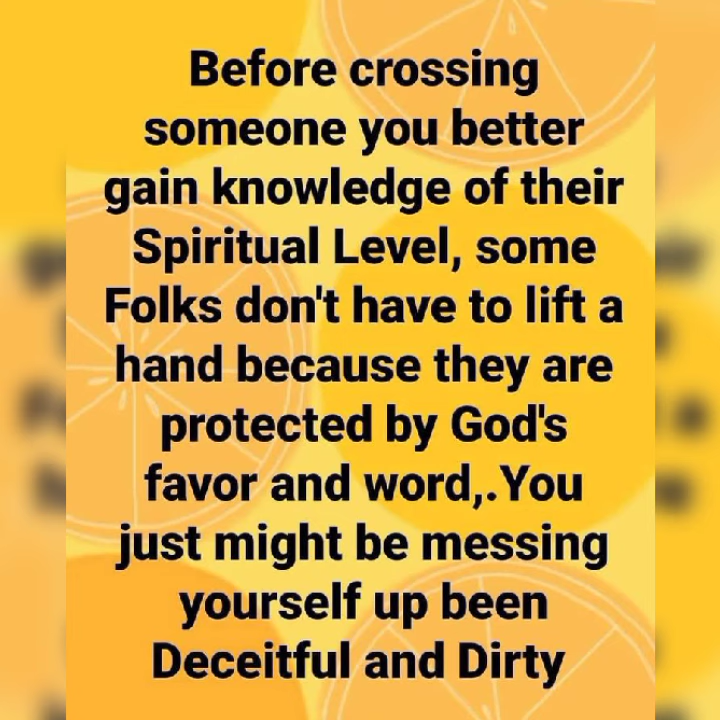 Before crossing
someone you better
gain knowledge of their
Spiritual Level, some
Folks don't have to lift a
hand because they are
protected by God's
favor and word,.You
just might be messing
yourself up been
Deceitful and Dirty